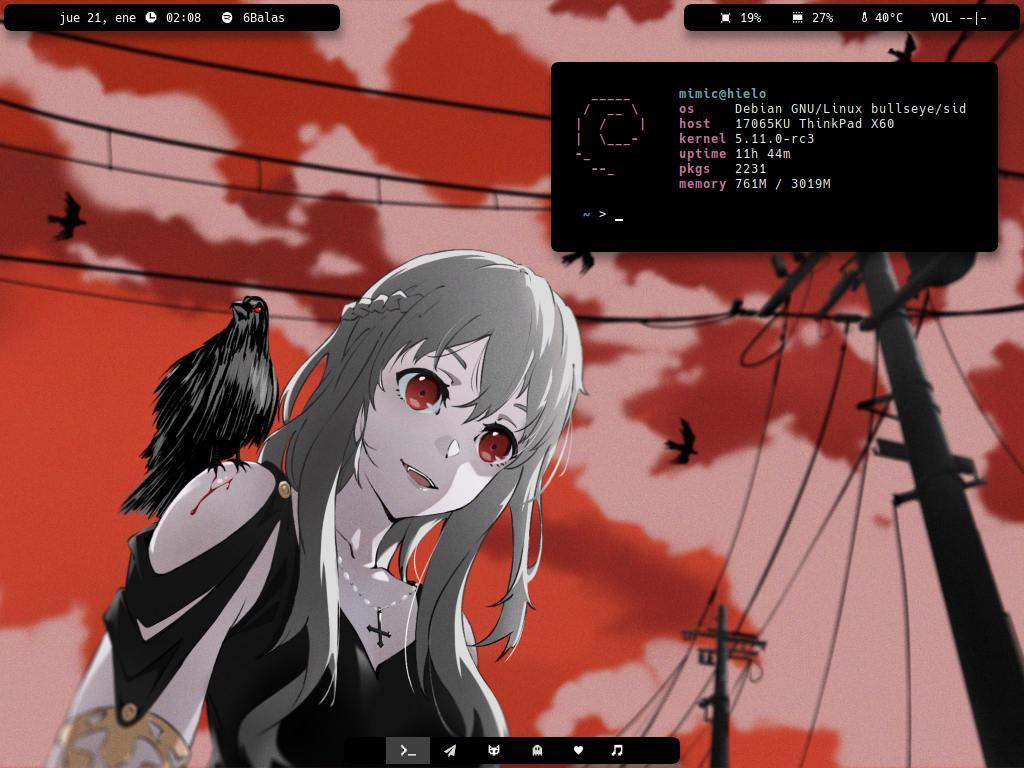 jue 21, ene 02:08 6Balas
19% 27% 40°C VOL --|-
mimic@hielo
os Debian GNU/Linux bullseye/sid
host 17065KU ThinkPad X60
kernel 5.11.0-rc3
uptime 11h 44m
pkgs 2231
memory 761M / 3019M
~ > _